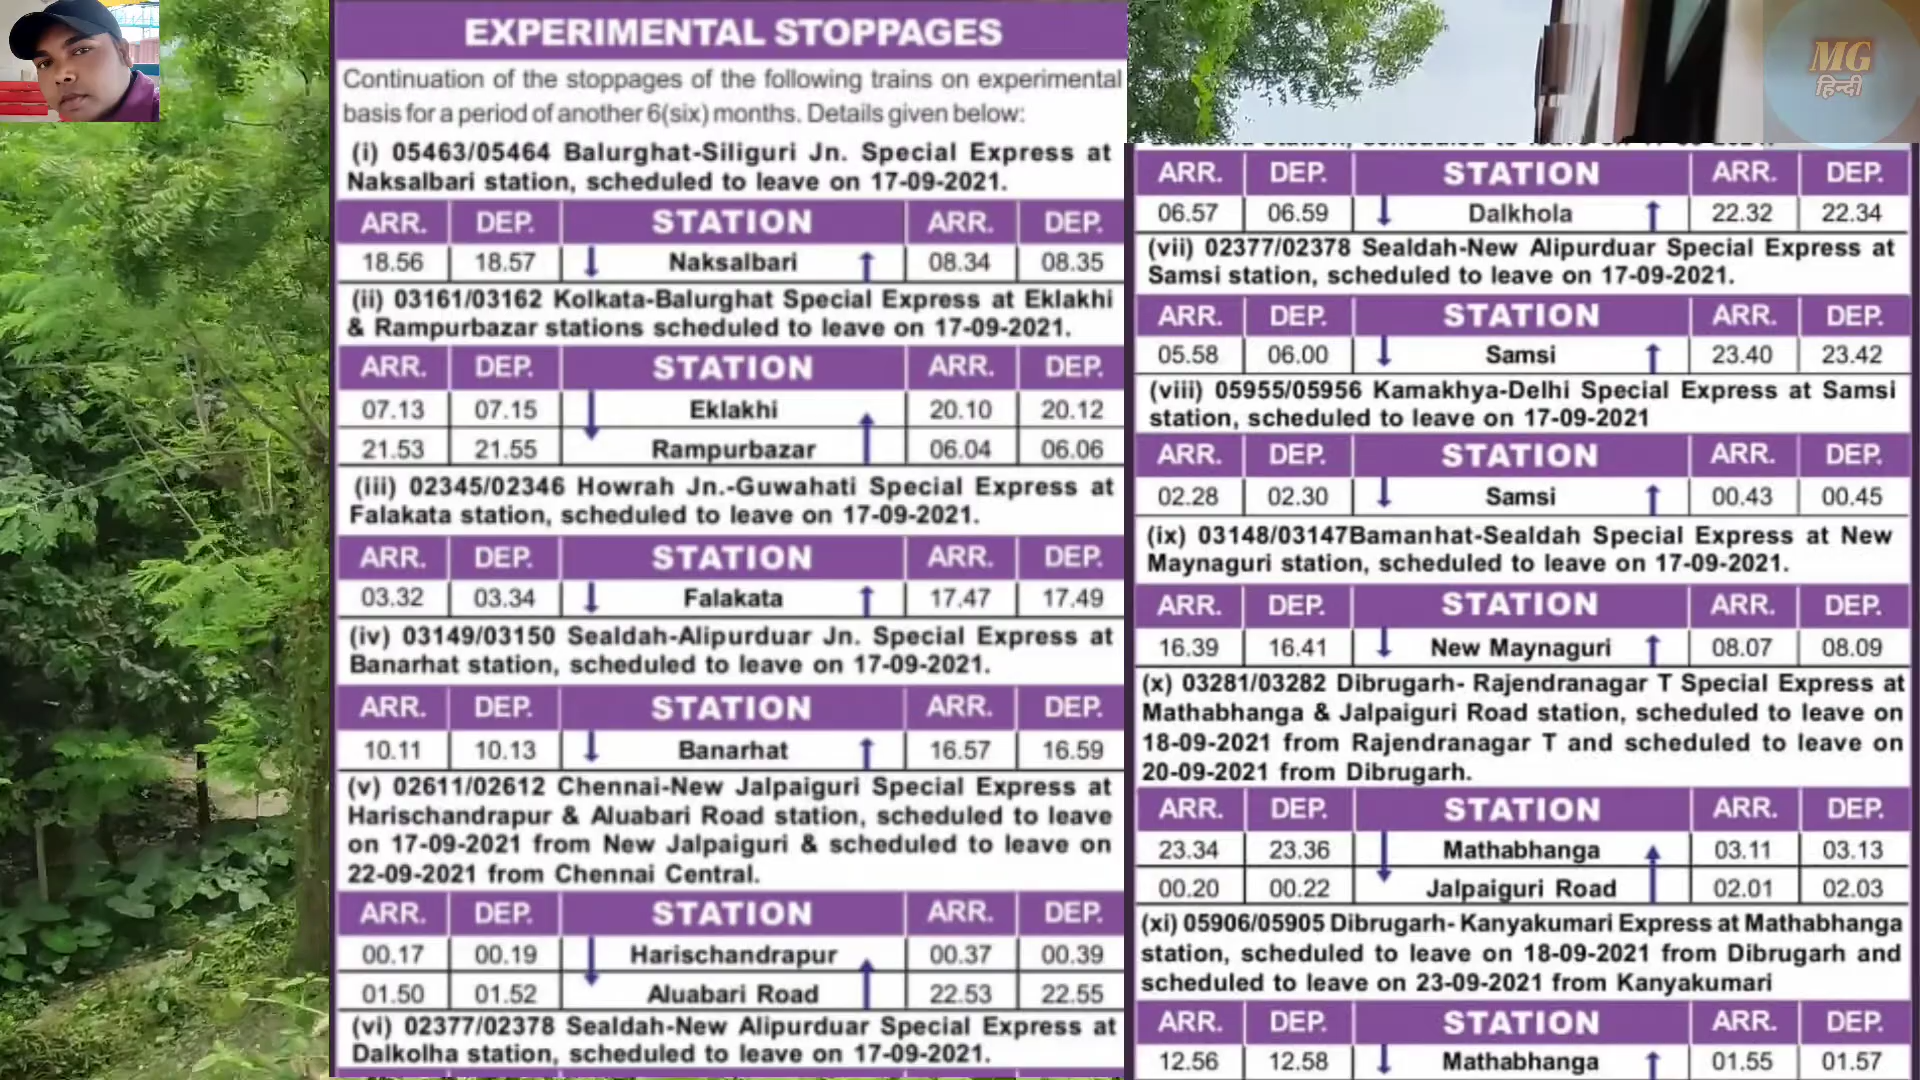 EXPERIMENTAL STOPPAGES
Continuation of the stoppages of the following trains on experimental
basis for a period of another 6(six) months. Details given below:
(i) 05463/05464 Balurghat-Siliguri Jn. Special Express at
Naksalbari station, scheduled to leave on 17-09-2021.
ARR. DEP. STATION ARR. DEP.
18.56 18.57 ↓ Naksalbari ↑ 08.34 08.35
(ii) 03161/03162 Kolkata-Balurghat Special Express at Eklakhi
& Rampurbazar stations scheduled to leave on 17-09-2021.
ARR. DEP. STATION ARR. DEP.
07.13 07.15 ↓ Eklakhi ↑ 20.10 20.12
21.53 21.55 Rampurbazar 06.04 06.06
(iii) 02345/02346 Howrah Jn.-Guwahati Special Express at
Falakata station, scheduled to leave on 17-09-2021.
ARR. DEP. STATION ARR. DEP.
03.32 03.34 ↓ Falakata ↑ 17.47 17.49
(iv) 03149/03150 Sealdah-Alipurduar Jn. Special Express at
Banarhat station, scheduled to leave on 17-09-2021.
ARR. DEP. STATION ARR. DEP.
10.11 10.13 ↓ Banarhat ↑ 16.57 16.59
(v) 02611/02612 Chennai-New Jalpaiguri Special Express at
Harischandrapur & Aluabari Road station, scheduled to leave
on 17-09-2021 from New Jalpaiguri & scheduled to leave on
22-09-2021 from Chennai Central.
ARR. DEP. STATION ARR. DEP.
00.17 00.19 ↓ Harischandrapur ↑ 00.37 00.39
01.50 01.52 Aluabari Road 22.53 22.55
(vi) 02377/02378 Sealdah-New Alipurduar Special Express at
Dalkolha station, scheduled to leave on 17-09-2021.
MG
हिन्दी
ARR. DEP. STATION ARR. DEP.
06.57 06.59 ↓ Dalkhola ↑ 22.32 22.34
(vii) 02377/02378 Sealdah-New Alipurduar Special Express at
Samsi station, scheduled to leave on 17-09-2021.
ARR. DEP. STATION ARR. DEP.
05.58 06.00 ↓ Samsi ↑ 23.40 23.42
(viii) 05955/05956 Kamakhya-Delhi Special Express at Samsi
station, scheduled to leave on 17-09-2021
ARR. DEP. STATION ARR. DEP.
02.28 02.30 ↓ Samsi ↑ 00.43 00.45
(ix) 03148/03147Bamanhat-Sealdah Special Express at New
Maynaguri station, scheduled to leave on 17-09-2021.
ARR. DEP. STATION ARR. DEP.
16.39 16.41 ↓ New Maynaguri ↑ 08.07 08.09
(x) 03281/03282 Dibrugarh- Rajendranagar T Special Express at
Mathabhanga & Jalpaiguri Road station, scheduled to leave on
18-09-2021 from Rajendranagar T and scheduled to leave on
20-09-2021 from Dibrugarh.
ARR. DEP. STATION ARR. DEP.
23.34 23.36 ↓ Mathabhanga ↑ 03.11 03.13
00.20 00.22 Jalpaiguri Road 02.01 02.03
(xi) 05906/05905 Dibrugarh- Kanyakumari Express at Mathabhanga
station, scheduled to leave on 18-09-2021 from Dibrugarh and
scheduled to leave on 23-09-2021 from Kanyakumari
ARR. DEP. STATION ARR. DEP.
12.56 12.58 ↓ Mathabhanga ↑ 01.55 01.57